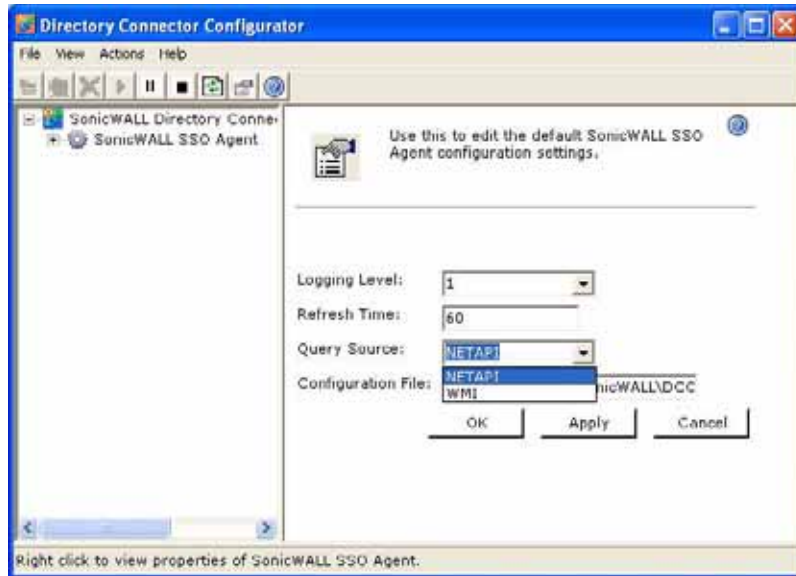 Directory Connector Configurator
File View Actions Help
SonicWALL Directory Conne
SonicWALL SSO Agent
Use this to edit the default SonicWALL SSO
Agent configuration settings.
Logging Level: 1
Refresh Time: 60
Query Source: NETAPI
NETAPI
WMI
Configuration File: nicWALL\DCC
OK Apply Cancel
Right click to view properties of SonicWALL SSO Agent.